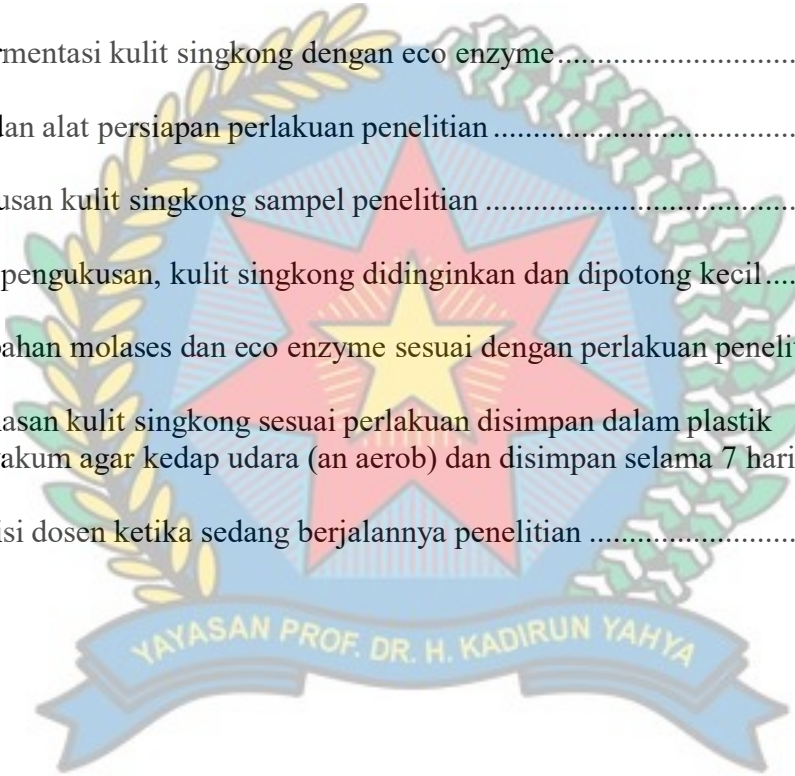 rmentasi kulit singkong dengan eco enzyme..............................
dan alat persiapan perlakuan penelitian ......................................
usan kulit singkong sampel penelitian .......................................
pengukusan, kulit singkong didinginkan dan dipotong kecil....
bahan molases dan eco enzyme sesuai dengan perlakuan penelit
asan kulit singkong sesuai perlakuan disimpan dalam plastik
akum agar kedap udara (an aerob) dan disimpan selama 7 hari
isi dosen ketika sedang berjalannya penelitian ..........................
YAYASAN PROF. DR. H. KADIRUN YAHYA